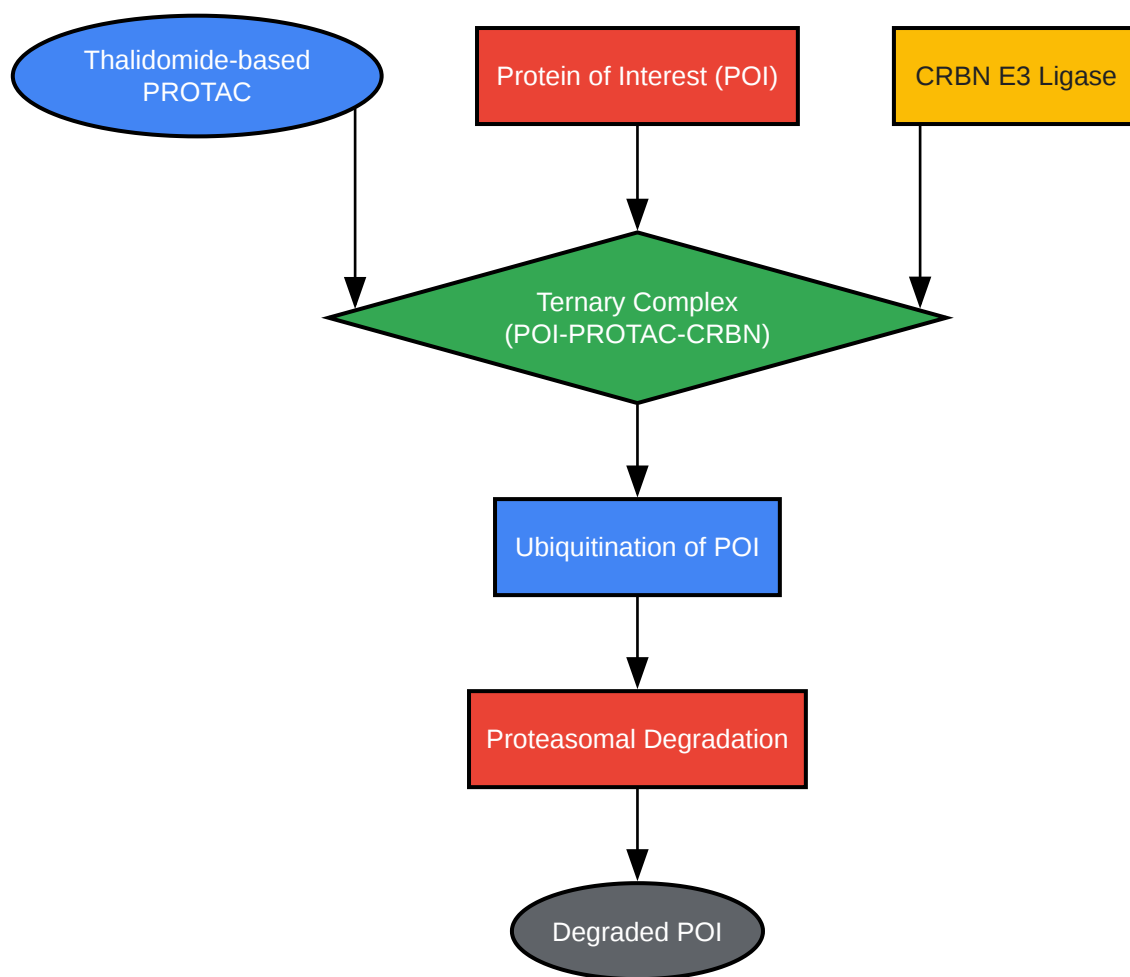 Thalidomide-based
PROTAC
Protein of Interest (POI)
CRBN E3 Ligase
Ternary Complex
(POI-PROTAC-CRBN)
Ubiquitination of POI
Proteasomal Degradation
Degraded POI